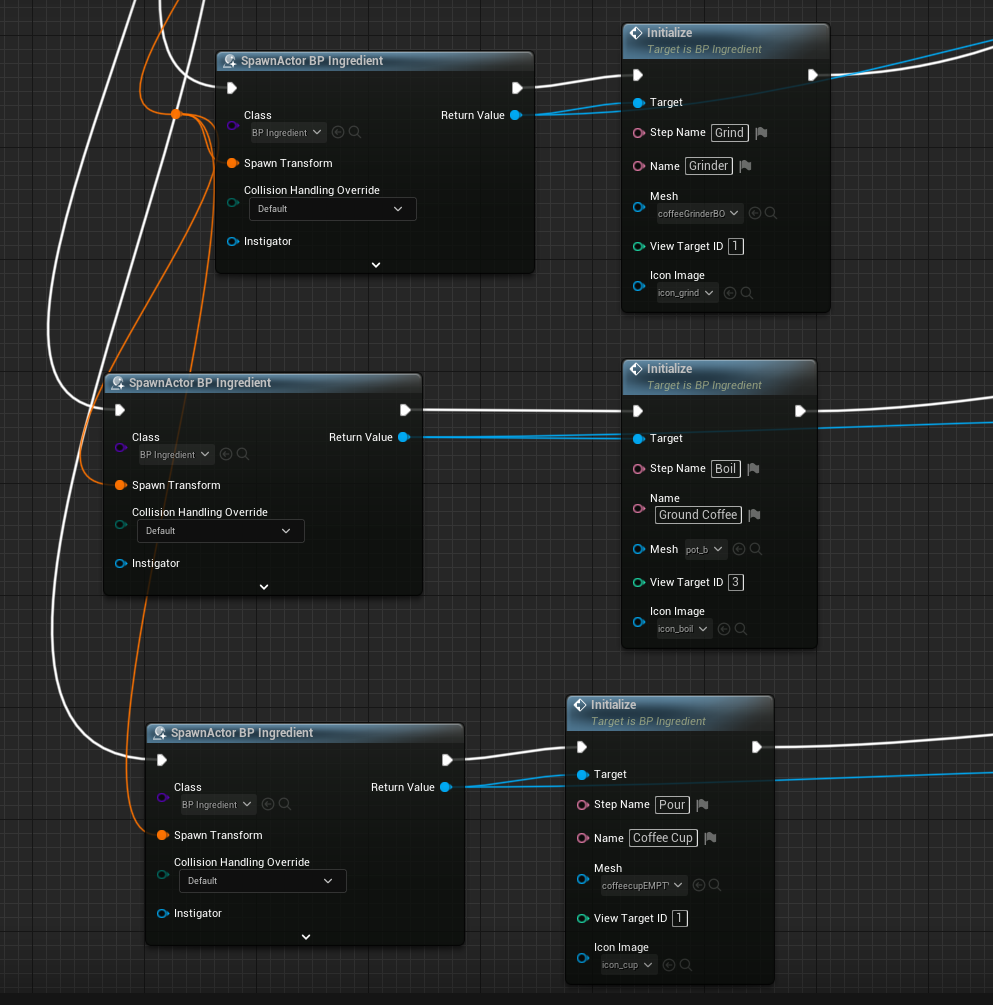 SpawnActor BP Ingredient
Class
BP Ingredient
Return Value
Spawn Transform
Collision Handling Override
Default
Instigator
Initialize
Target is BP Ingredient
Target
Step Name Grind
Name Grinder
Mesh
coffeeGrinderBO
View Target ID 1
Icon Image
icon_grind
SpawnActor BP Ingredient
Class
BP Ingredient
Return Value
Spawn Transform
Collision Handling Override
Default
Instigator
Initialize
Target is BP Ingredient
Target
Step Name Boil
Name
Ground Coffee
Mesh pot_b
View Target ID 3
Icon Image
icon_boil
SpawnActor BP Ingredient
Class
BP Ingredient
Return Value
Spawn Transform
Collision Handling Override
Default
Instigator
Initialize
Target is BP Ingredient
Target
Step Name Pour
Name Coffee Cup
Mesh
coffeecupEMPT
View Target ID 1
Icon Image
icon_cup